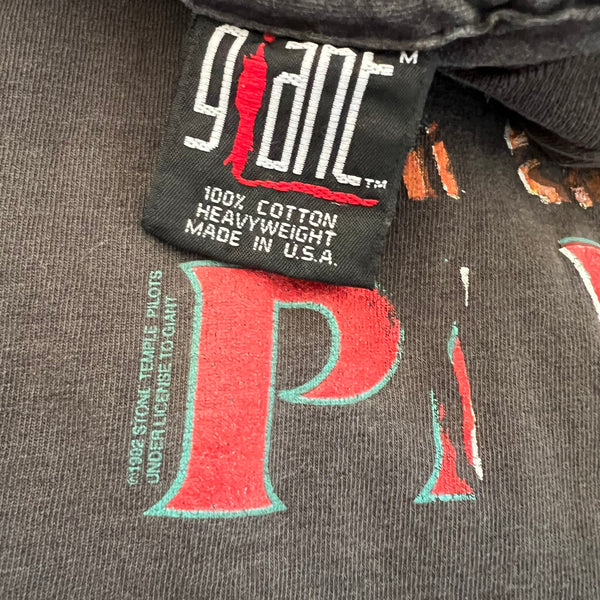 giant M
TM
100% COTTON
HEAVYWEIGHT
MADE IN U.S.A.
©1992 STONE TEMPLE PILOTS
UNDER LICENSE TO GIANT
P